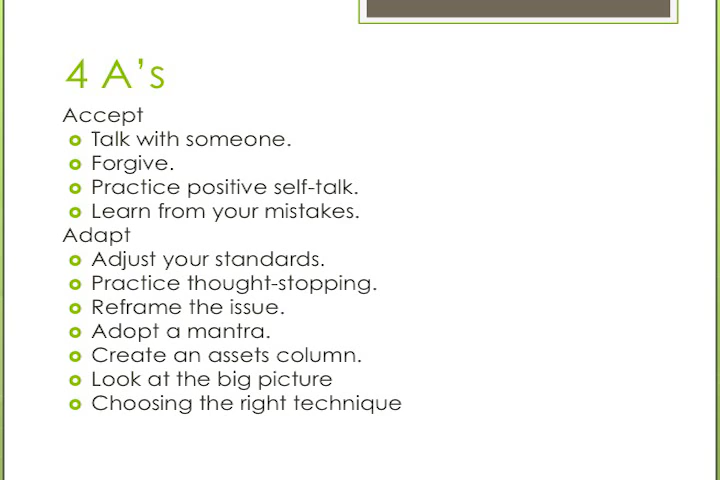 4 A's
Accept
Talk with someone.
Forgive.
Practice positive self-talk.
Learn from your mistakes.
Adapt
Adjust your standards.
Practice thought-stopping.
Reframe the issue.
Adopt a mantra.
Create an assets column.
Look at the big picture
Choosing the right technique